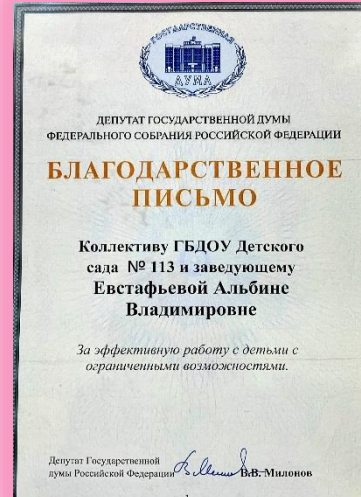 ГОСУДАРСТВЕННАЯ
ДУМА
ДЕПУТАТ ГОСУДАРСТВЕННОЙ ДУМЫ
ФЕДЕРАЛЬНОГО СОБРАНИЯ РОССИЙСКОЙ ФЕДЕРАЦИИ
БЛАГОДАРСТВЕННОЕ
ПИСЬМО
Коллективу ГБДОУ Детского
сада № 113 и заведующему
Евстафьевой Альбине
Владимировне
За эффективную работу с детьми с
ограниченными возможностями.
Депутат Государственной
думы Российской Федерации В.В. Милонов